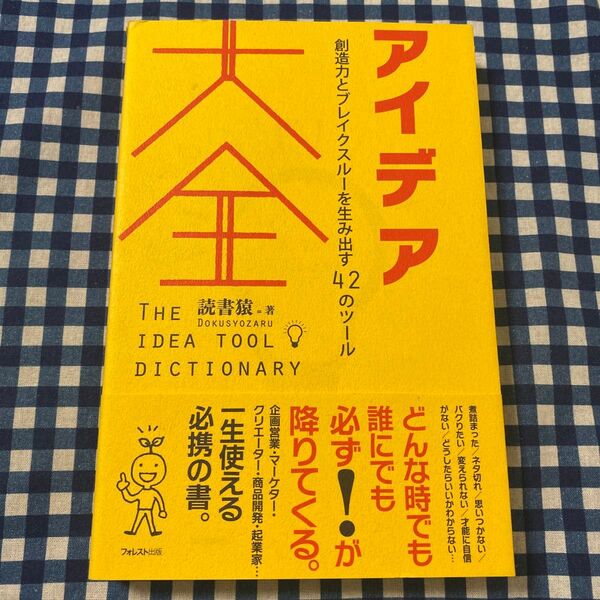 アイデア
大全
創造力とブレイクスルーを生み出す42のツール
読書猿=著
DOKUSYOZARU
THE
IDEA TOOL
DICTIONARY
煮詰まった/ネタ切れ/思いつかない/
パクりたい/変えられない/才能に自信
がない/どうしたらいいかわからない…
どんな時でも
誰にでも
必ず!が
降りてくる。
企画営業・マーケター・
クリエーター・商品開発・起業家…
一生使える
必携の書。
フォレスト出版